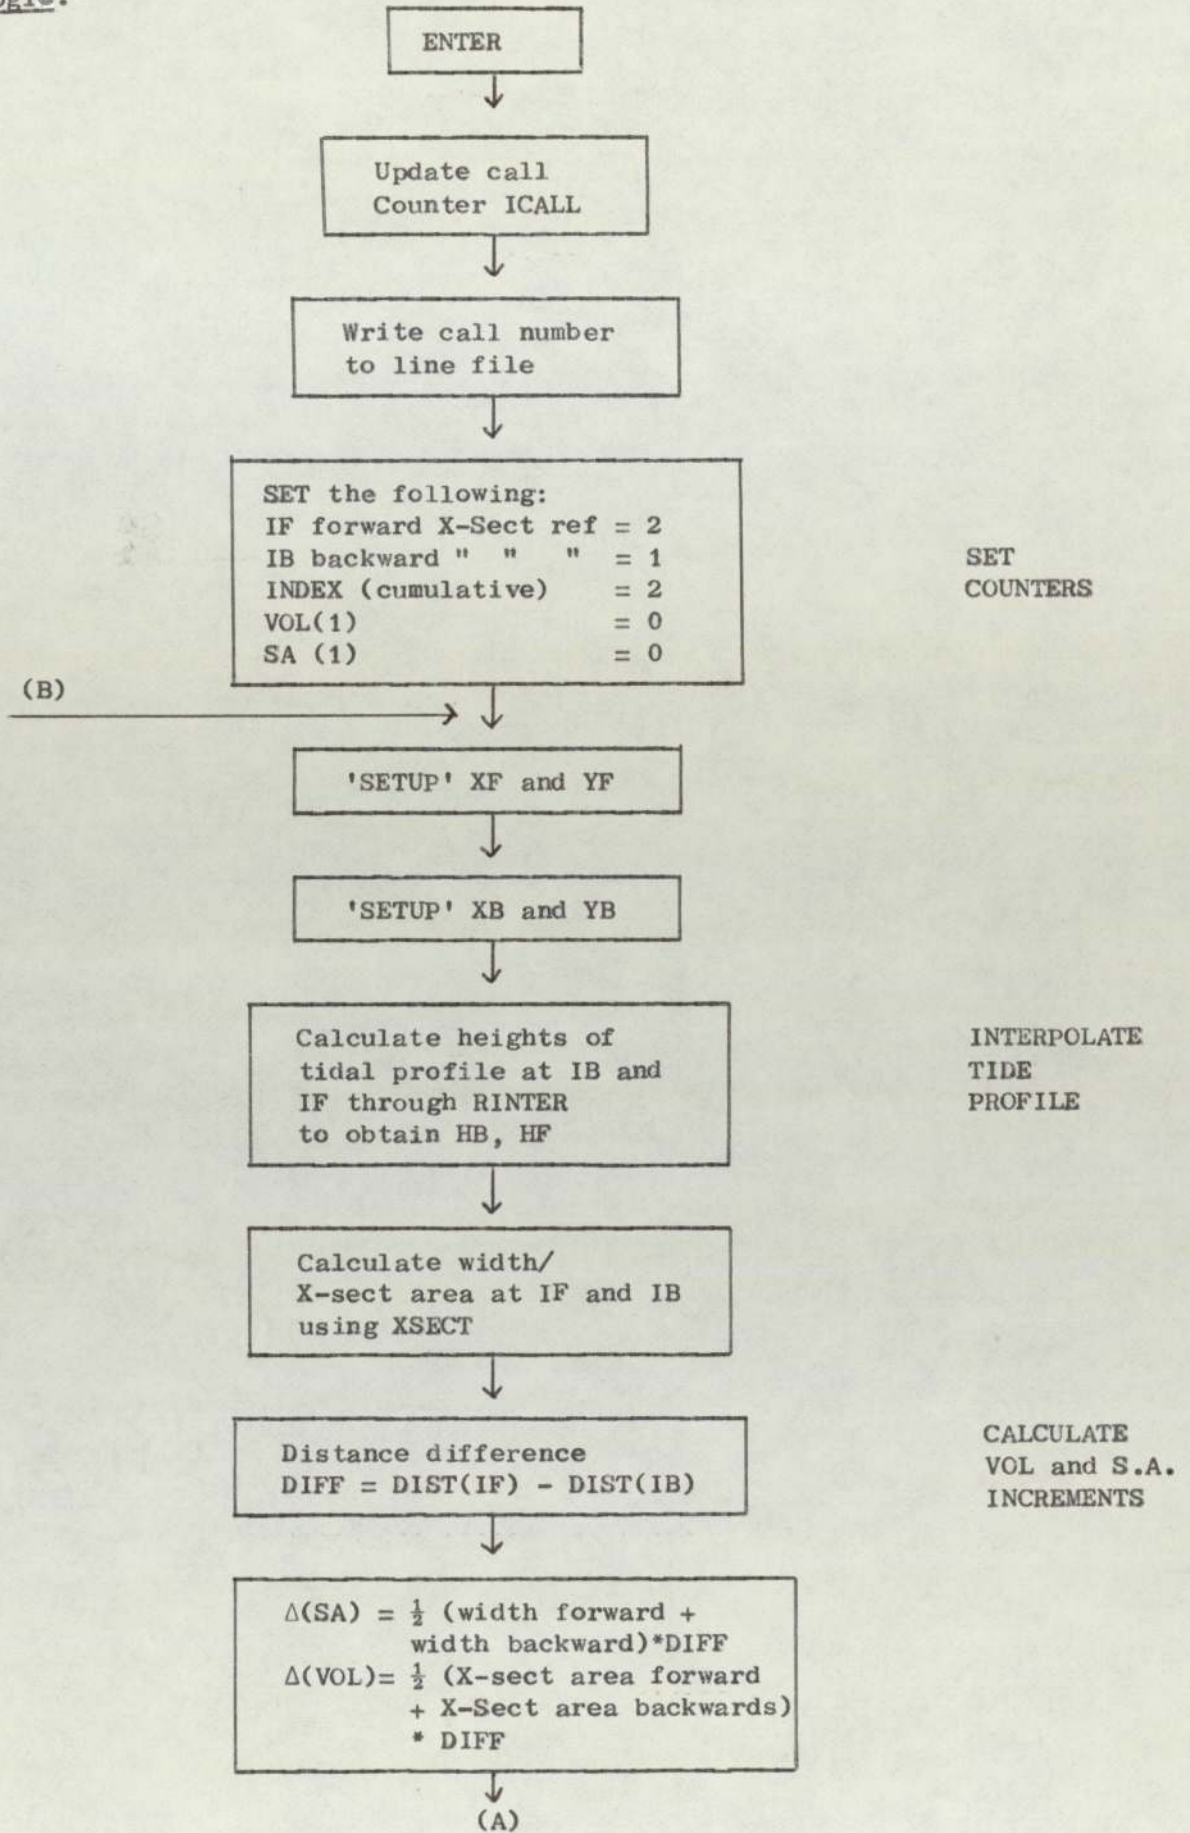 ENTER
Update call
Counter ICALL
Write call number
to line file
SET the following:
IF forward X-Sect ref = 2
IB backward " " " = 1
INDEX (cumulative) = 2
VOL(1) = 0
SA (1) = 0
SET
COUNTERS
(B)
'SETUP' XF and YF
'SETUP' XB and YB
Calculate heights of
tidal profile at IB and
IF through RINTER
to obtain HB, HF
INTERPOLATE
TIDE
PROFILE
Calculate width/
X-sect area at IF and IB
using XSECT
Distance difference
DIFF = DIST(IF) - DIST(IB)
CALCULATE
VOL and S.A.
INCREMENTS
Δ(SA) = ½ (width forward +
width backward)*DIFF
Δ(VOL)= ½ (X-sect area forward
+ X-Sect area backwards)
* DIFF
(A)